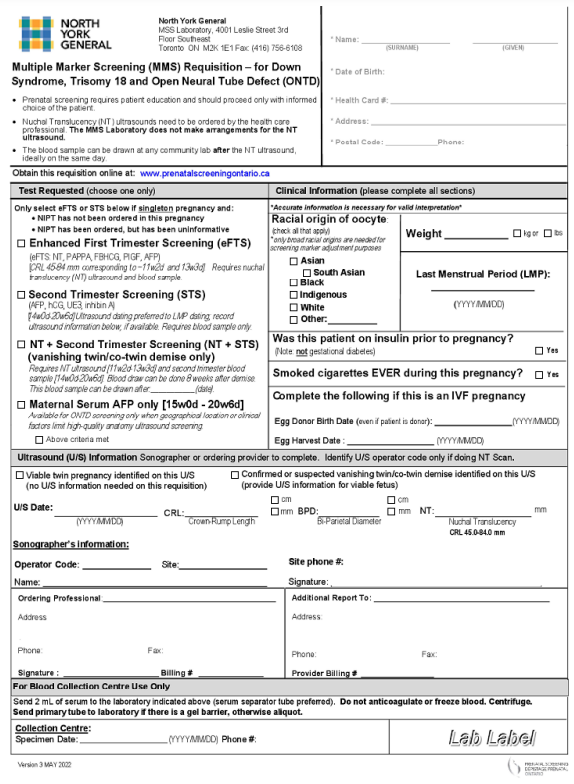 NORTH
YORK
GENERAL
North York General
MSS Laboratory, 4001 Leslie Street 3rd
Floor Southeast
Toronto ON M2K 1E1 Fax: (416) 756-6108
Multiple Marker Screening (MMS) Requisition – for Down
Syndrome, Trisomy 18 and Open Neural Tube Defect (ONTD)
• Prenatal screening requires patient education and should proceed only with informed
choice of the patient.
• Nuchal Translucency (NT) ultrasounds need to be ordered by the health care
professional. The MMS Laboratory does not make arrangements for the NT
ultrasound.
• The blood sample can be drawn at any community lab after the NT ultrasound,
ideally on the same day.
* Name:
(SURNAME) (GIVEN)
* Date of Birth:
* Health Card #:
* Address:
* Postal Code: Phone:
Obtain this requisition online at: www.prenatalscreeningontario.ca
Test Requested (choose one only)
Only select eFTS or STS below if singleton pregnancy and:
• NIPT has not been ordered in this pregnancy
• NIPT has been ordered, but has been uninformative
Enhanced First Trimester Screening (eFTS)
(eFTS: NT, PAPPA, FBHCG, PlGF, AFP)
[CRL 45-84 mm corresponding to ~11w2d and 13w3d] Requires nuchal
translucency (NT) ultrasound and blood sample.
Second Trimester Screening (STS)
(AFP, hCG, UE3, inhibin A)
[14w0d-20w6d] Ultrasound dating preferred to LMP dating; record
ultrasound information below, if available. Requires blood sample only.
NT + Second Trimester Screening (NT + STS)
(vanishing twin/co-twin demise only)
Requires NT ultrasound [11w2d-13w3d] and second trimester blood
sample [14w0d-20w6d]. Blood draw can be done 8 weeks after demise.
This blood sample can be drawn after: (date).
Maternal Serum AFP only [15w0d - 20w6d]
Available for ONTD screening only when geographical location or clinical
factors limit high-quality anatomy ultrasound screening.
Above criteria met
Clinical Information (please complete all sections)
*Accurate information is necessary for valid interpretation*
Racial origin of oocyte:
(check all that apply)
*only broad racial origins are needed for
screening marker adjustment purposes
Asian
South Asian
Black
Indigenous
White
Other:
Weight kg or lbs
Last Menstrual Period (LMP):
(YYYY/MM/DD)
Was this patient on insulin prior to pregnancy?
(Note: not gestational diabetes) Yes
Smoked cigarettes EVER during this pregnancy? Yes
Complete the following if this is an IVF pregnancy
Egg Donor Birth Date (even if patient is donor): (YYYY/MM/DD)
Egg Harvest Date : (YYYY/MM/DD)
Ultrasound (U/S) Information Sonographer or ordering provider to complete. Identify U/S operator code only if doing NT Scan.
Viable twin pregnancy identified on this U/S
(no U/S information needed on this requisition)
Confirmed or suspected vanishing twin/co-twin demise identified on this U/S
(provide U/S information for viable fetus)
U/S Date: CRL: cm mm BPD: cm mm NT: mm
(YYYY/MM/DD) Crown-Rump Length Bi-Parietal Diameter Nuchal Translucency
CRL 45.0-84.0 mm
Sonographer's information:
Operator Code: Site: Site phone #:
Name: Signature:
Ordering Professional
Address
Phone: Fax:
Signature : Billing #
Additional Report To:
Address:
Phone: Fax:
Provider Billing #
For Blood Collection Centre Use Only
Send 2 mL of serum to the laboratory indicated above (serum separator tube preferred). Do not anticoagulate or freeze blood. Centrifuge.
Send primary tube to laboratory if there is a gel barrier, otherwise aliquot.
Collection Centre:
Specimen Date: (YYYY/MM/DD) Phone #:
Lab Label
Version 3 MAY 2022
PRENATAL SCREENING
DEPISTAGE PRENATAL
ONTARIO